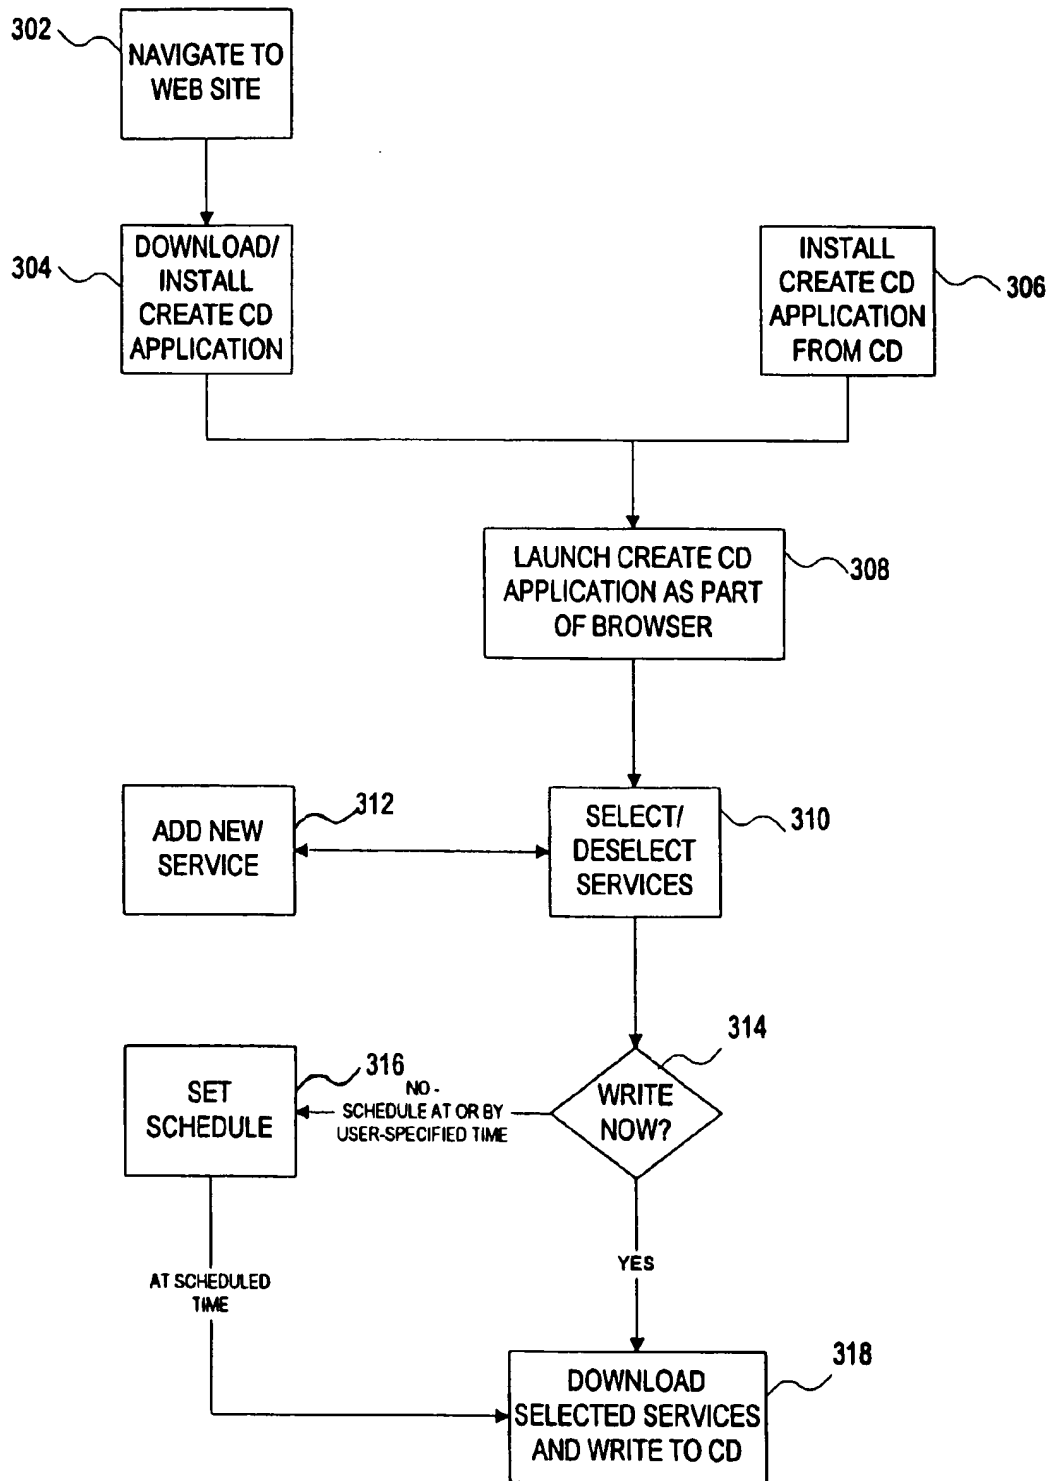 302
NAVIGATE TO
WEB SITE
304
DOWNLOAD/
INSTALL
CREATE CD
APPLICATION
INSTALL
CREATE CD
APPLICATION
FROM CD
306
LAUNCH CREATE CD
APPLICATION AS PART
OF BROWSER
308
ADD NEW
SERVICE
312
SELECT/
DESELECT
SERVICES
310
314
WRITE
NOW?
SET
SCHEDULE
316
NO -
SCHEDULE AT OR BY
USER-SPECIFIED TIME
YES
AT SCHEDULED
TIME
318
DOWNLOAD
SELECTED SERVICES
AND WRITE TO CD